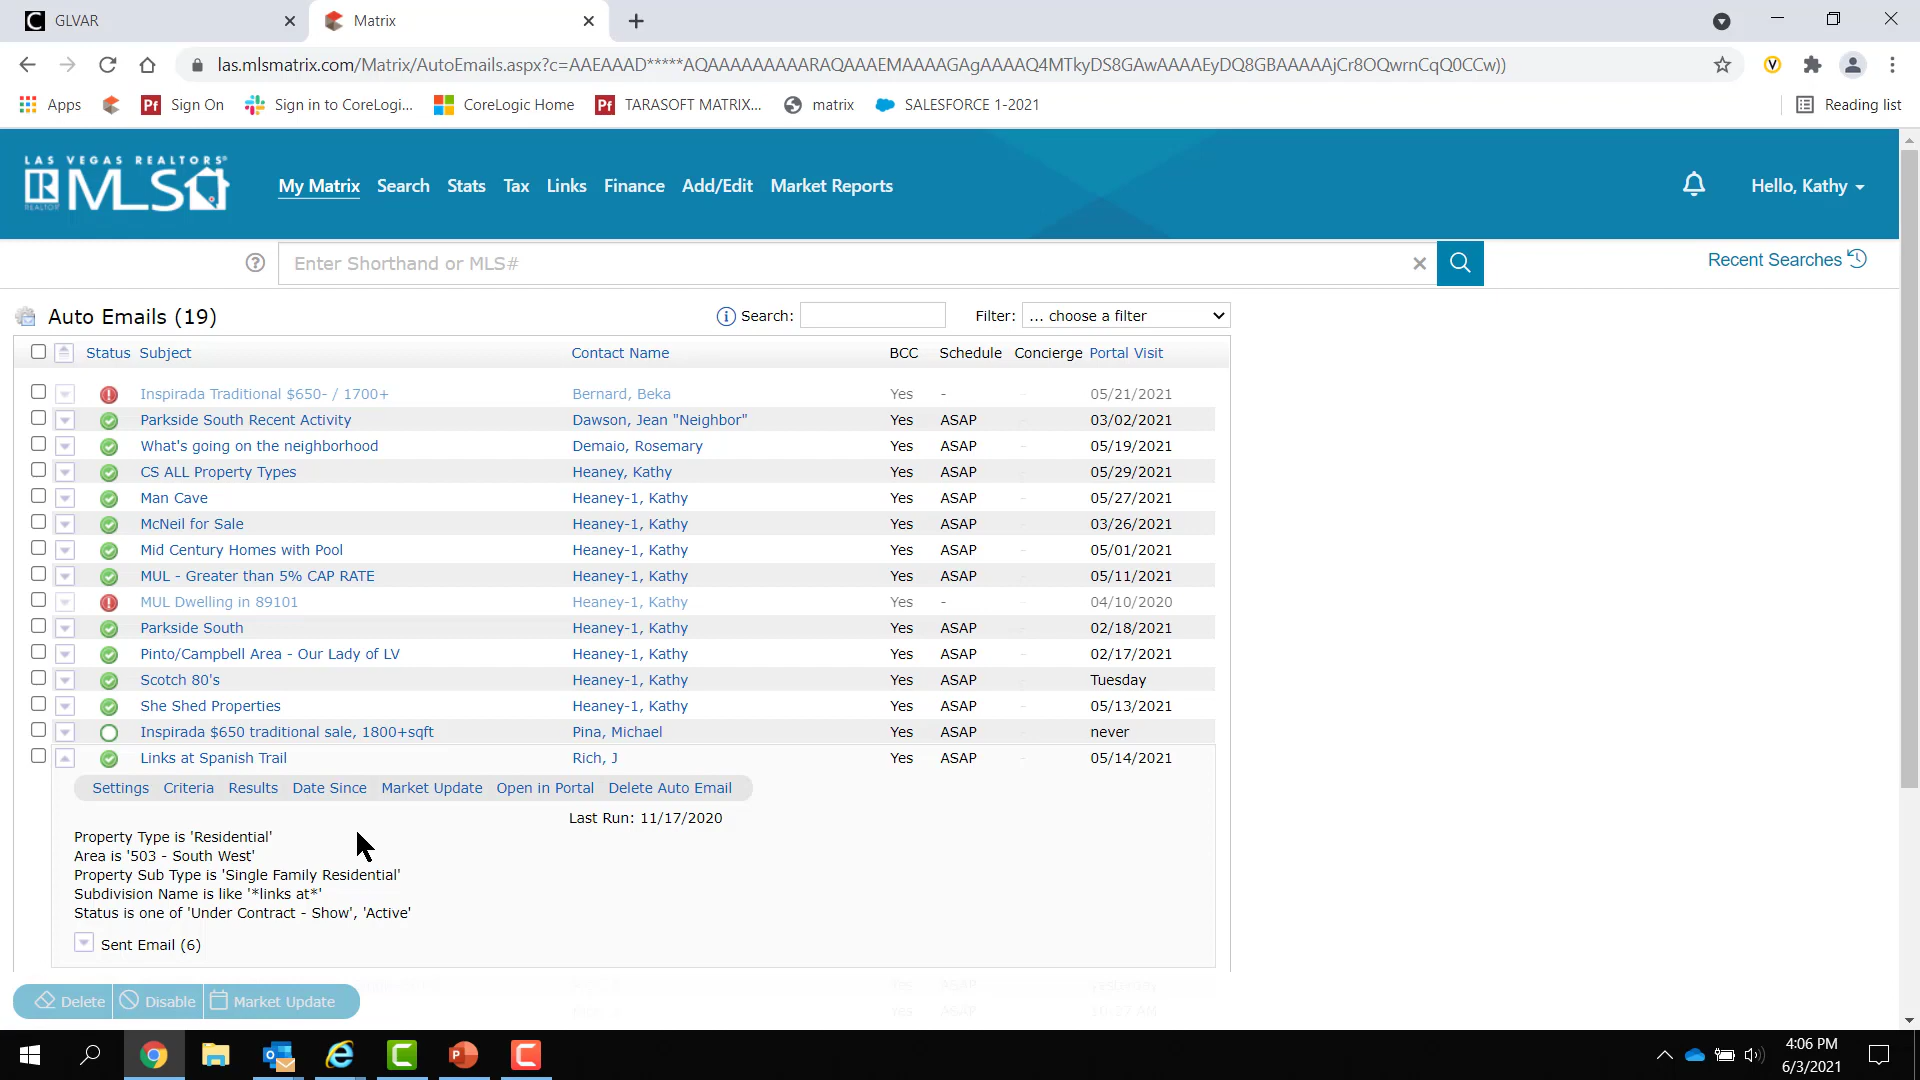 GLVAR
Matrix
las.mlsmatrix.com/Matrix/AutoEmails.aspx?c=AAEAAAD*****AQAAAAAAAAARAQAAAEMAAAAGAgAAAAQ4MTkyDS8GAwAAAAEyDQ8GBAAAAAjCr8OQwrnCqQ0CCw))
Apps
Sign On
Sign in to CoreLogi...
CoreLogic Home
TARASOFT MATRIX...
matrix
SALESFORCE 1-2021
Reading list
LAS VEGAS REALTORS®
MLS
My Matrix Search Stats Tax Links Finance Add/Edit Market Reports
Hello, Kathy
Enter Shorthand or MLS#
Recent Searches
Auto Emails (19)
Search:
Filter: ... choose a filter
Status Subject Contact Name BCC Schedule Concierge Portal Visit
Inspirada Traditional $650- / 1700+ Bernard, Beka Yes - 05/21/2021
Parkside South Recent Activity Dawson, Jean "Neighbor" Yes ASAP 03/02/2021
What's going on the neighborhood Demaio, Rosemary Yes ASAP 05/19/2021
CS ALL Property Types Heaney, Kathy Yes ASAP 05/29/2021
Man Cave Heaney-1, Kathy Yes ASAP 05/27/2021
McNeil for Sale Heaney-1, Kathy Yes ASAP 03/26/2021
Mid Century Homes with Pool Heaney-1, Kathy Yes ASAP 05/01/2021
MUL - Greater than 5% CAP RATE Heaney-1, Kathy Yes ASAP 05/11/2021
MUL Dwelling in 89101 Heaney-1, Kathy Yes - 04/10/2020
Parkside South Heaney-1, Kathy Yes ASAP 02/18/2021
Pinto/Campbell Area - Our Lady of LV Heaney-1, Kathy Yes ASAP 02/17/2021
Scotch 80's Heaney-1, Kathy Yes ASAP Tuesday
She Shed Properties Heaney-1, Kathy Yes ASAP 05/13/2021
Inspirada $650 traditional sale, 1800+sqft Pina, Michael Yes ASAP never
Links at Spanish Trail Rich, J Yes ASAP 05/14/2021
Settings Criteria Results Date Since Market Update Open in Portal Delete Auto Email
Last Run: 11/17/2020
Property Type is 'Residential'
Area is '503 - South West'
Property Sub Type is 'Single Family Residential'
Subdivision Name is like '*links at*'
Status is one of 'Under Contract - Show', 'Active'
Sent Email (6)
Yes ASAP Yesterday
Yes ASAP 10:27 AM
Delete Disable Market Update
4:06 PM
6/3/2021